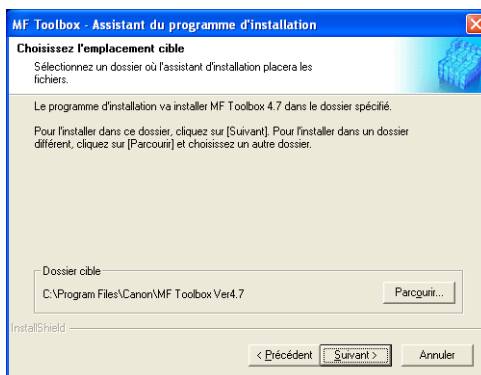 MF Toolbox - Assistant du programme d'installation
Choisissez l'emplacement cible
Sélectionnez un dossier où l'assistant d'installation placera les
fichiers.
Le programme d'installation va installer MF Toolbox 4.7 dans le dossier spécifié.
Pour l'installer dans ce dossier, cliquez sur [Suivant]. Pour l'installer dans un dossier
différent, cliquez sur [Parcourir] et choisissez un autre dossier.
Dossier cible
C:\Program Files\Canon\MF Toolbox Ver4.7
Parcourir...
InstallShield
< Précédent
Suivant >
Annuler